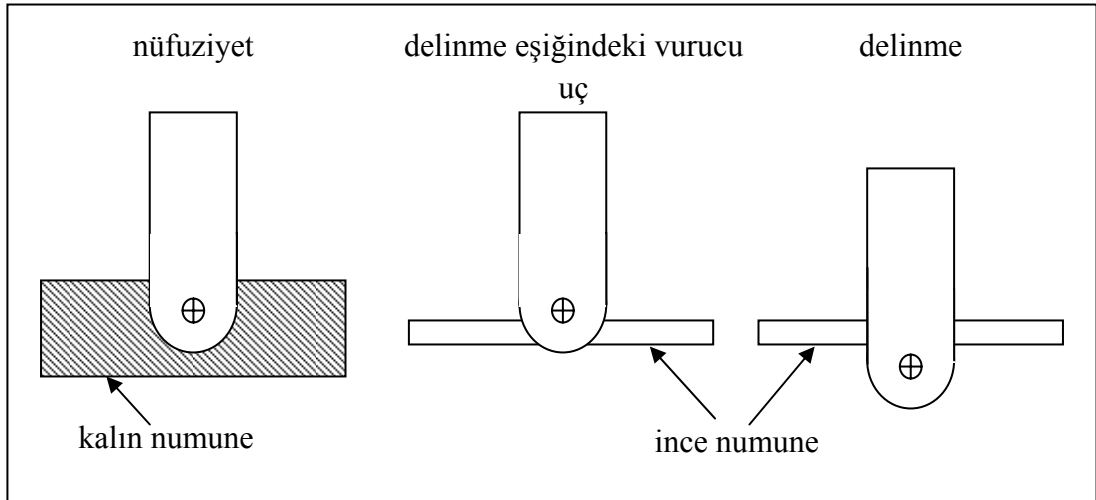 nüfuziyet
delinme eşiğindeki vurucu
uç
delinme
kalın numune
ince numune